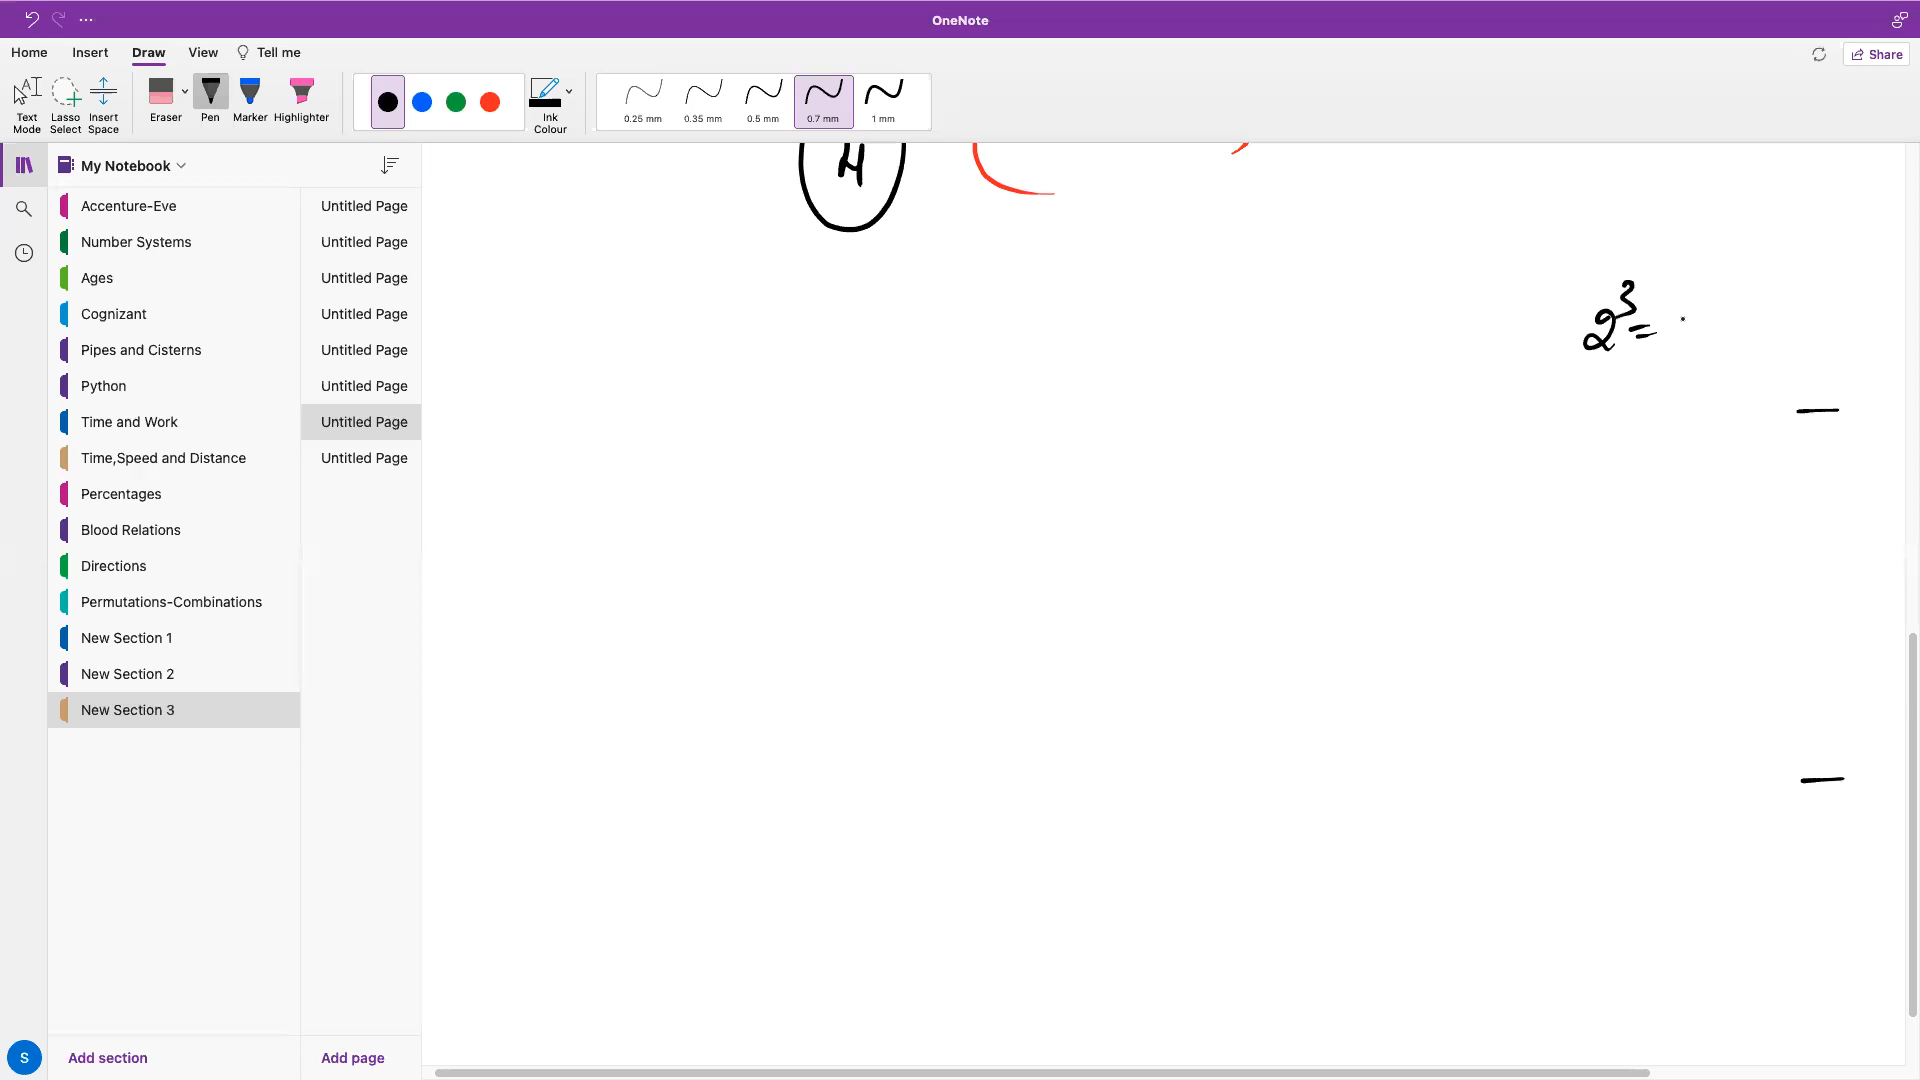 OneNote
Home Insert Draw View Tell me
Share
Text Mode
Lasso Select
Insert Space
Eraser
Pen
Marker
Highlighter
Ink Colour
0.25 mm
0.35 mm
0.5 mm
0.7 mm
1 mm
My Notebook
Accenture-Eve
Number Systems
Ages
Cognizant
Pipes and Cisterns
Python
Time and Work
Time,Speed and Distance
Percentages
Blood Relations
Directions
Permutations-Combinations
New Section 1
New Section 2
New Section 3
Untitled Page
Untitled Page
Untitled Page
Untitled Page
Untitled Page
Untitled Page
Untitled Page
Untitled Page
2³ =
S
Add section
Add page